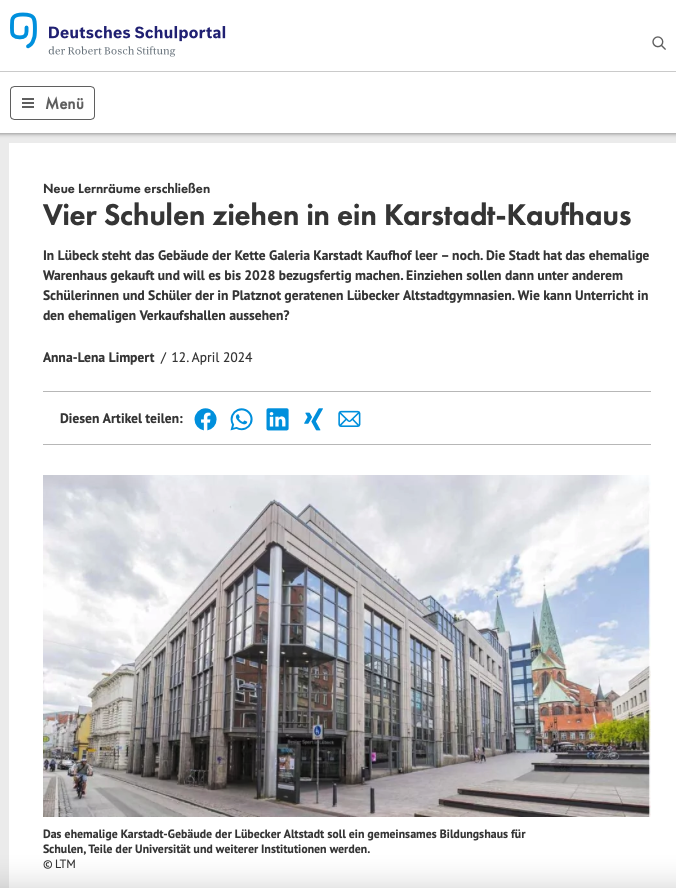 Deutsches Schulportal
der Robert Bosch Stiftung
Menü
Neue Lernräume erschließen
Vier Schulen ziehen in ein Karstadt-Kaufhaus
In Lübeck steht das Gebäude der Kette Galeria Karstadt Kaufhof leer – noch. Die Stadt hat das ehemalige
Warenhaus gekauft und will es bis 2028 bezugsfertig machen. Einziehen sollen dann unter anderem
Schülerinnen und Schüler der in Platznot geratenen Lübecker Altstadtgymnasien. Wie kann Unterricht in
den ehemaligen Verkaufshallen aussehen?
Anna-Lena Limpert / 12. April 2024
Diesen Artikel teilen:
Das ehemalige Karstadt-Gebäude der Lübecker Altstadt soll ein gemeinsames Bildungshaus für
Schulen, Teile der Universität und weiterer Institutionen werden.
© LTM